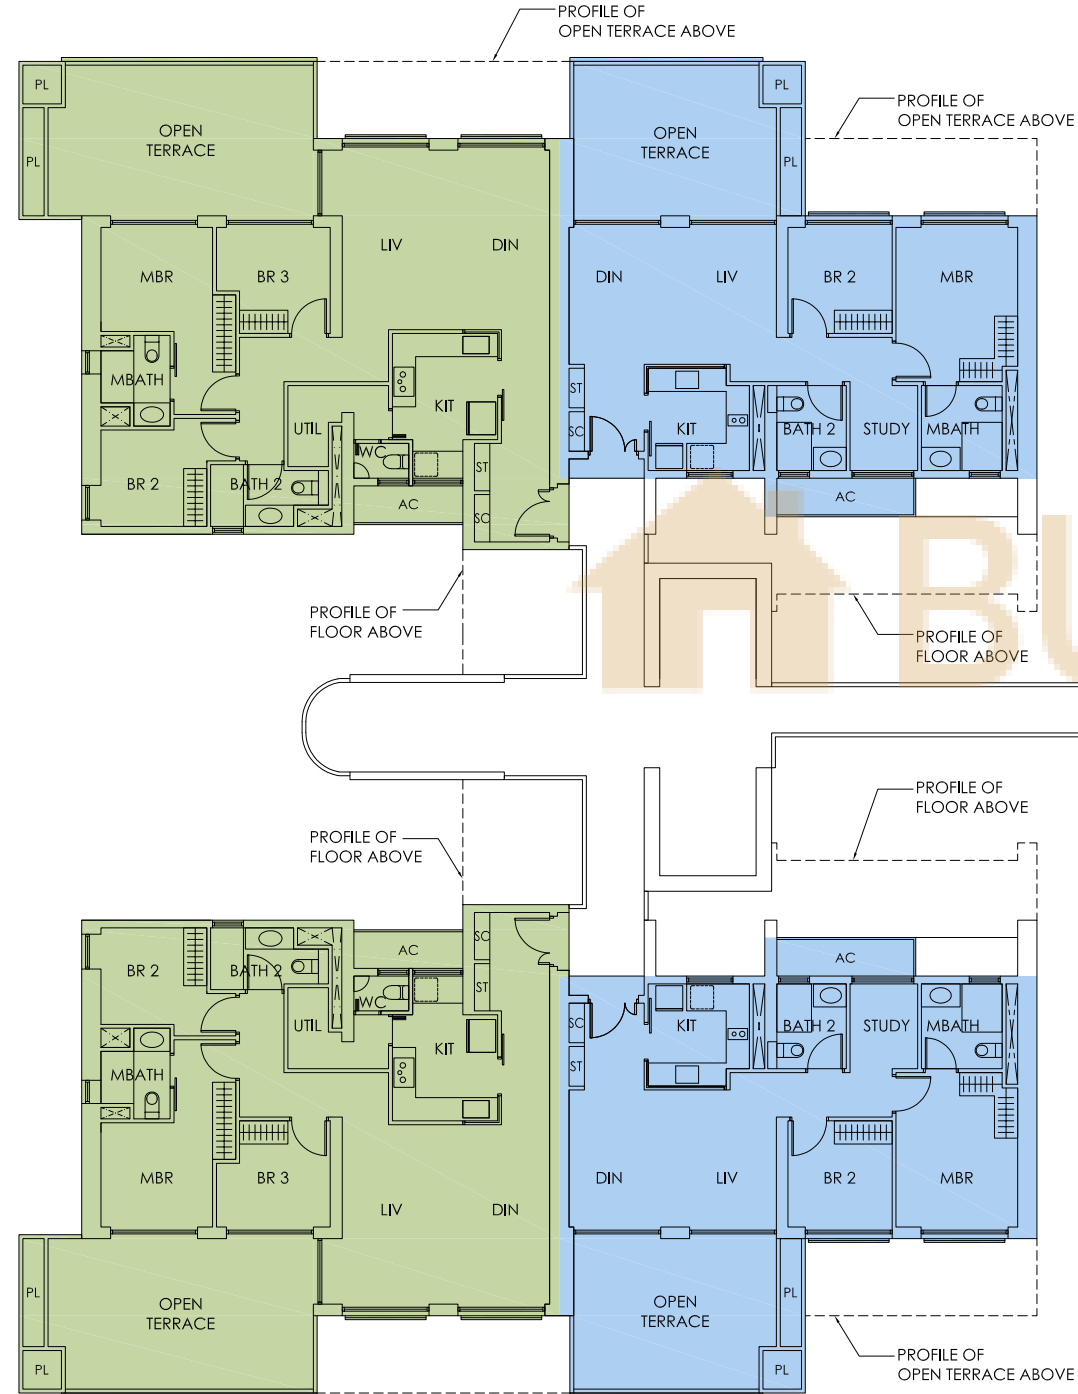 PROFILE OF
OPEN TERRACE ABOVE
PL
PL
PROFILE OF
OPEN TERRACE ABOVE
OPEN
TERRACE
OPEN
TERRACE
PL
PL
LIV
DIN
MBR
BR 3
DIN
LIV
BR 2
MBR
MBATH
ST
KIT
UTIL
SC
KIT
BATH 2
STUDY
MBATH
WC
BR 2
BATH 2
ST
AC
SC
AC
BU
PROFILE OF
FLOOR ABOVE
PROFILE OF
FLOOR ABOVE
PROFILE OF
FLOOR ABOVE
PROFILE OF
FLOOR ABOVE
SC
AC
AC
BR 2
BATH 2
ST
WC
UTIL
SC
KIT
BATH 2
STUDY
MBATH
KIT
ST
MBATH
MBR
BR 3
DIN
LIV
BR 2
MBR
LIV
DIN
PL
PL
OPEN
TERRACE
OPEN
TERRACE
PROFILE OF
OPEN TERRACE ABOVE
PL
PL